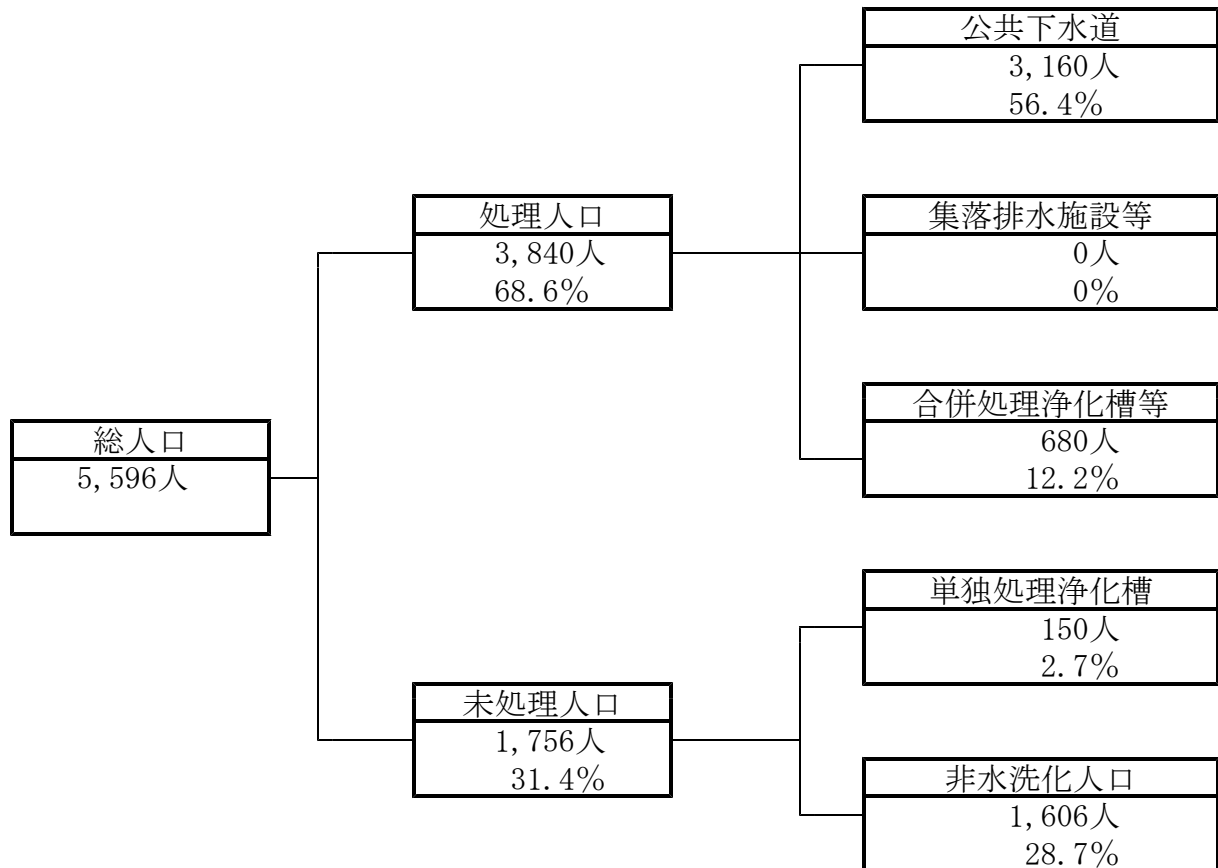 公共下水道
3,160人
56.4%
処理人口
3,840人
68.6%
集落排水施設等
0人
0%
合併処理浄化槽等
680人
12.2%
総人口
5,596人
単独処理浄化槽
150人
2.7%
未処理人口
1,756人
31.4%
非水洗化人口
1,606人
28.7%